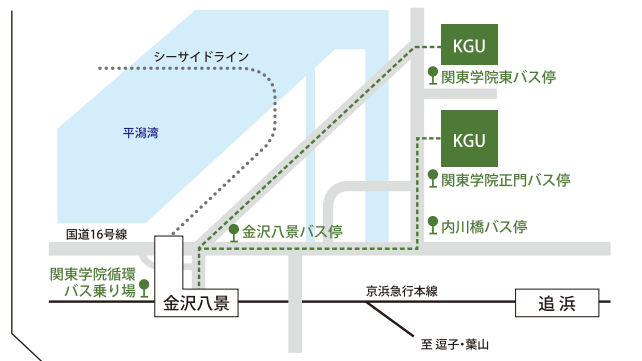 KGU
シーサイドライン
関東学院東バス停
平潟湾
KGU
関東学院正門バス停
国道16号線
金沢八景バス停
内川橋バス停
関東学院循環
バス乗り場
金沢八景
京浜急行本線
追浜
至 逗子・葉山